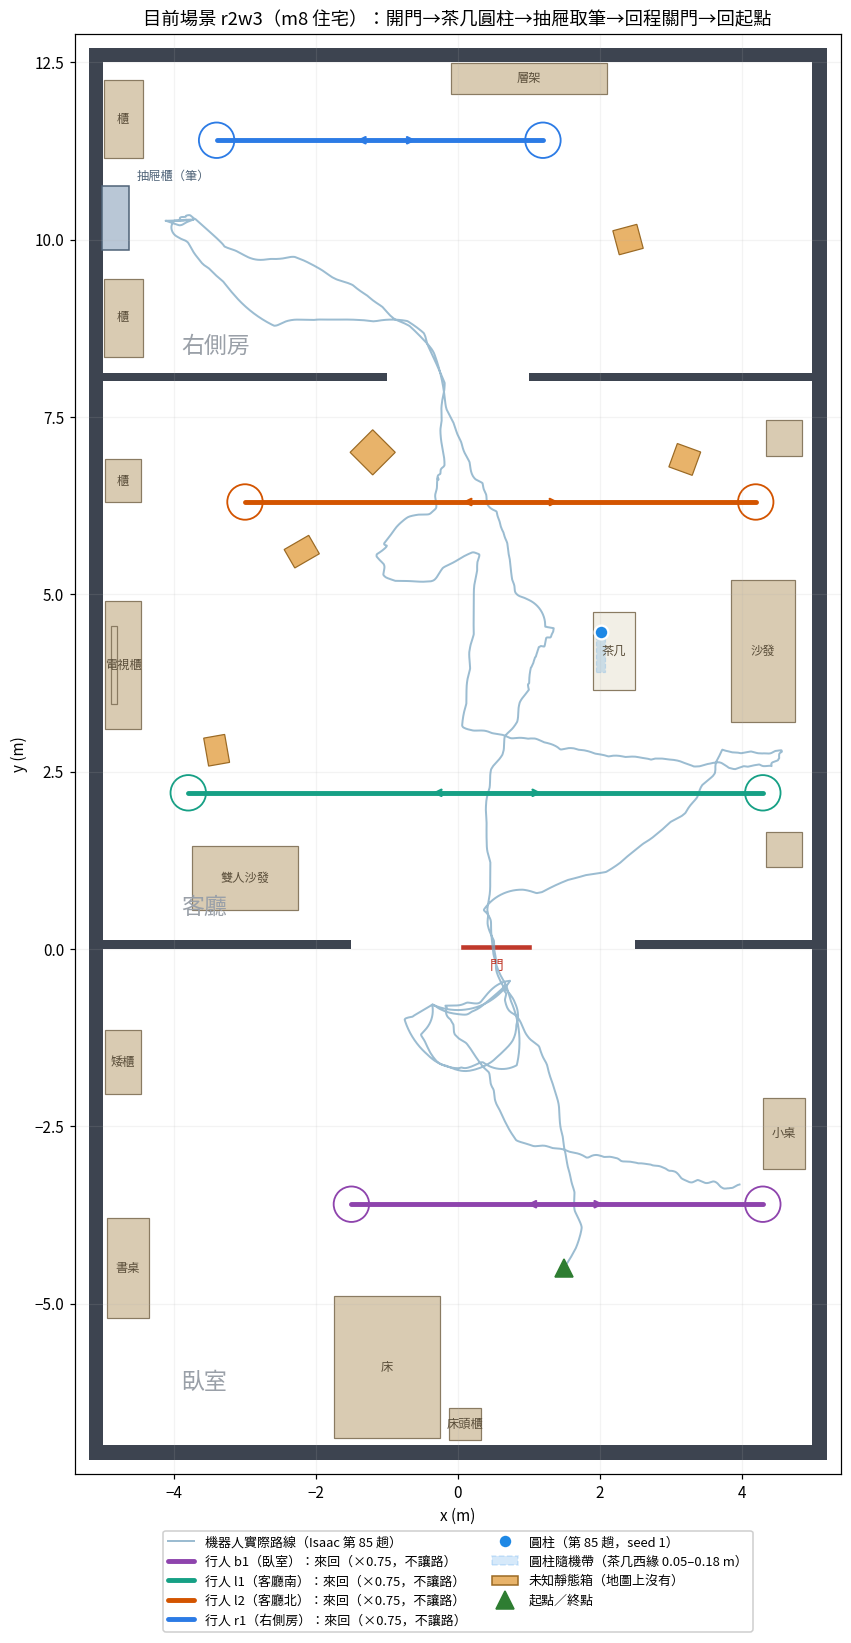 目前場景 r2w3（m8 住宅）：開門→茶几圓柱→抽屜取筆→回程關門→回起點
12.5
層架
櫃
抽屜櫃（筆）
10.0
櫃
右側房
7.5
櫃
5.0
茶几
沙發
電視櫃
y (m)
2.5
雙人沙發
客廳
0.0
門
矮櫃
−2.5
小桌
書桌
−5.0
床
臥室
床頭櫃
−4
−2
0
2
4
x (m)
機器人實際路線（Isaac 第 85 趟）
行人 b1（臥室）：來回（×0.75，不讓路）
行人 l1（客廳南）：來回（×0.75，不讓路）
行人 l2（客廳北）：來回（×0.75，不讓路）
行人 r1（右側房）：來回（×0.75，不讓路）
圓柱（第 85 趟，seed 1）
圓柱隨機帶（茶几西緣 0.05–0.18 m）
未知靜態箱（地圖上沒有）
起點／終點